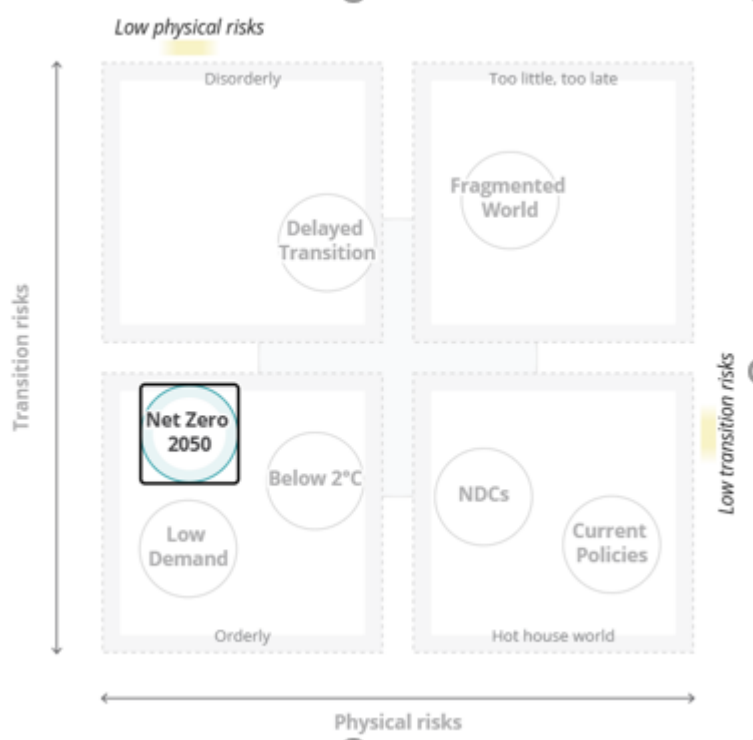 Low physical risks
Disorderly
Too little, too late
Fragmented
World
Delayed
Transition
Transition risks
Low transition risks
Net Zero
2050
Below 2°C
NDCs
Low
Demand
Current
Policies
Orderly
Hot house world
Physical risks